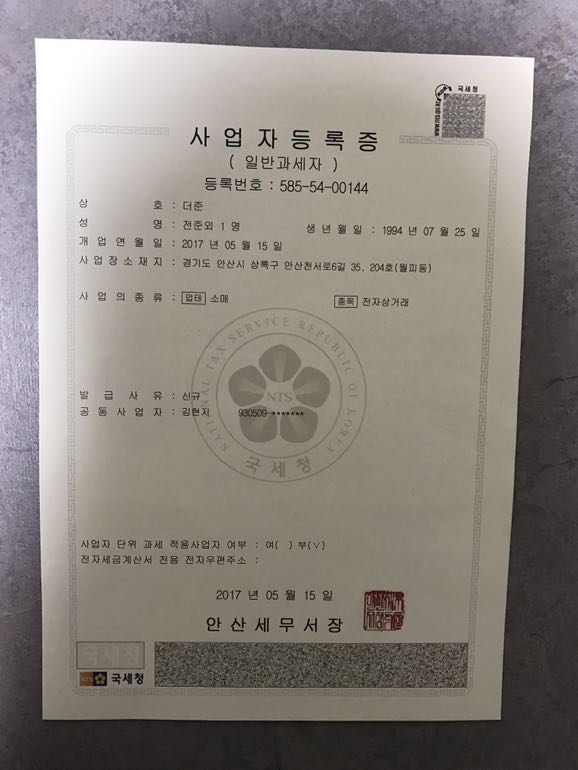 국세청
사업자등록증
( 일반과세자 )
등록번호 : 585-54-00144
상 호 : 더준
성 명 : 전준외 1 명 생 년 월 일 : 1994 년 07 월 25 일
개 업 연 월 일 : 2017 년 05 월 15 일
사 업 장 소 재 지 : 경기도 안산시 상록구 안산천서로6길 35, 204호(월피동)
사 업 의 종 류 : 업태 소매 종목 전자상거래
NATIONAL TAX SERVICE REPUBLIC OF KOREA
NTS
국세청
발 급 사 유 : 신규
공 동 사 업 자 : 김현지 930509-*******
사업자 단위 과세 적용사업자 여부 : 여( ) 부(∨)
전자세금계산서 전용 전자우편주소 :
2017 년 05 월 15 일
안 산 세 무 서 장
국세청
NTS 국세청